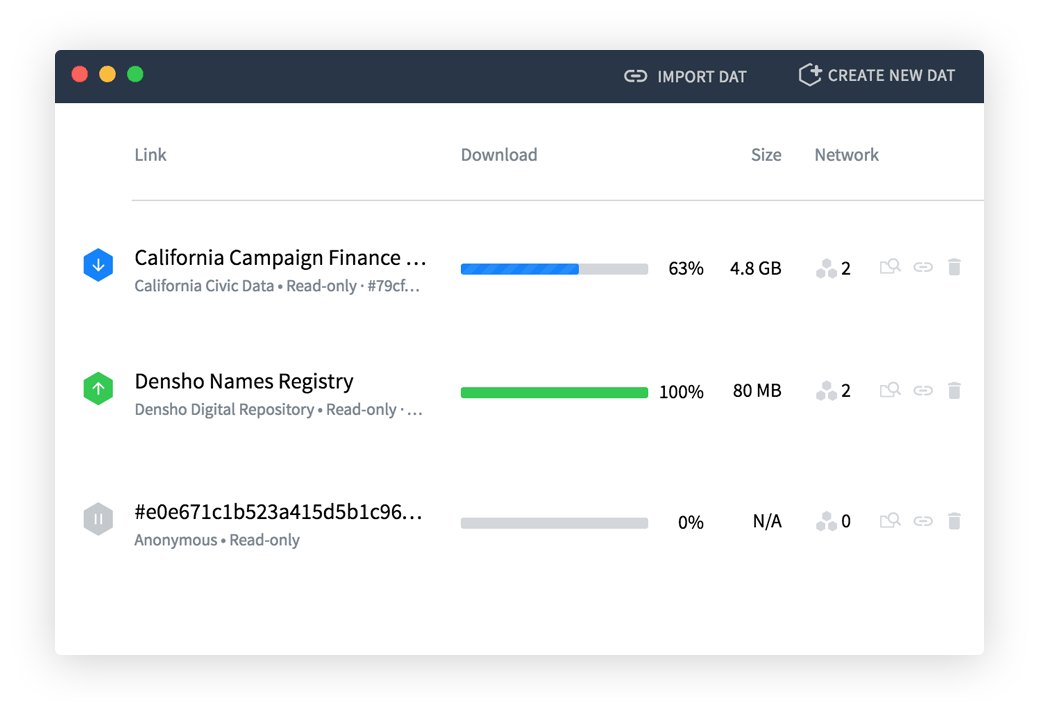 IMPORT DAT CREATE NEW DAT
Link Download Size Network
California Campaign Finance ...
63% 4.8 GB 2
California Civic Data • Read-only · #79cf...
Densho Names Registry
100% 80 MB 2
Densho Digital Repository • Read-only · ...
#e0e671c1b523a415d5b1c96...
0% N/A 0
Anonymous • Read-only